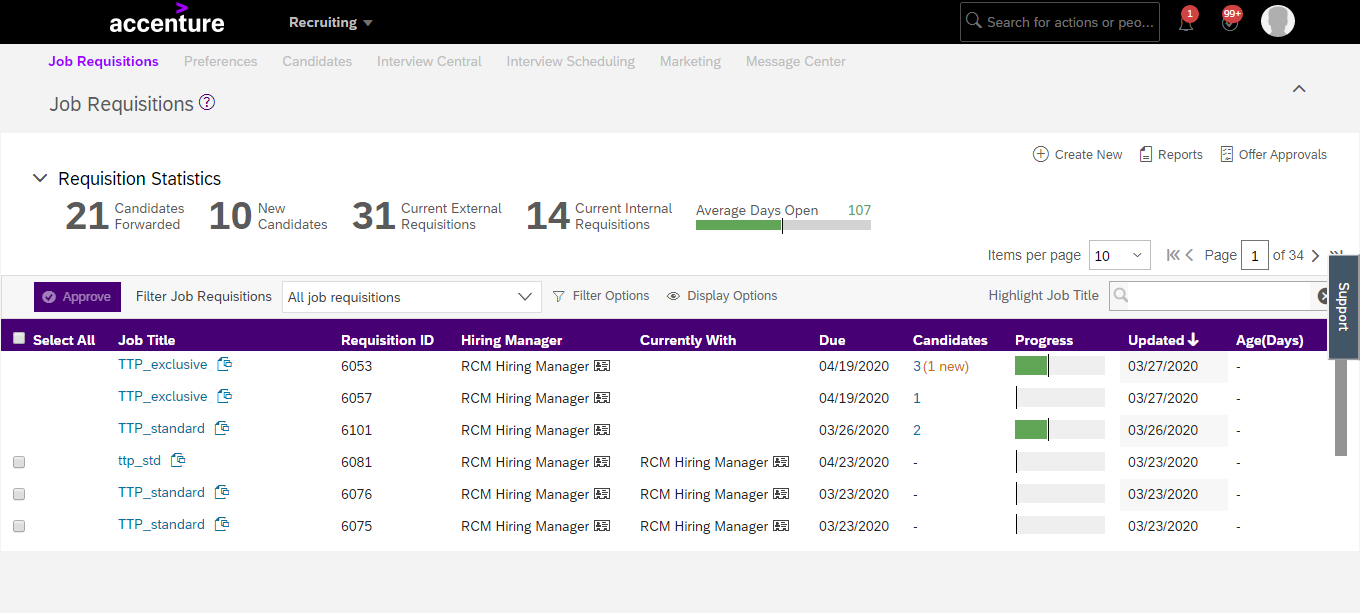 accenture
Recruiting
Search for actions or peo...
1
99+
Job Requisitions Preferences Candidates Interview Central Interview Scheduling Marketing Message Center
Job Requisitions ?
Create New Reports Offer Approvals
Requisition Statistics
21 Candidates Forwarded
10 New Candidates
31 Current External Requisitions
14 Current Internal Requisitions
Average Days Open 107
Items per page 10 Page 1 of 34
Approve Filter Job Requisitions All job requisitions Filter Options Display Options Highlight Job Title
Support
Select All Job Title Requisition ID Hiring Manager Currently With Due Candidates Progress Updated Age(Days)
TTP_exclusive 6053 RCM Hiring Manager 04/19/2020 3 (1 new) 03/27/2020 -
TTP_exclusive 6057 RCM Hiring Manager 04/19/2020 1 03/27/2020 -
TTP_standard 6101 RCM Hiring Manager 03/26/2020 2 03/26/2020 -
ttp_std 6081 RCM Hiring Manager RCM Hiring Manager 04/23/2020 - 03/23/2020 -
TTP_standard 6076 RCM Hiring Manager RCM Hiring Manager 03/23/2020 - 03/23/2020 -
TTP_standard 6075 RCM Hiring Manager RCM Hiring Manager 03/23/2020 - 03/23/2020 -